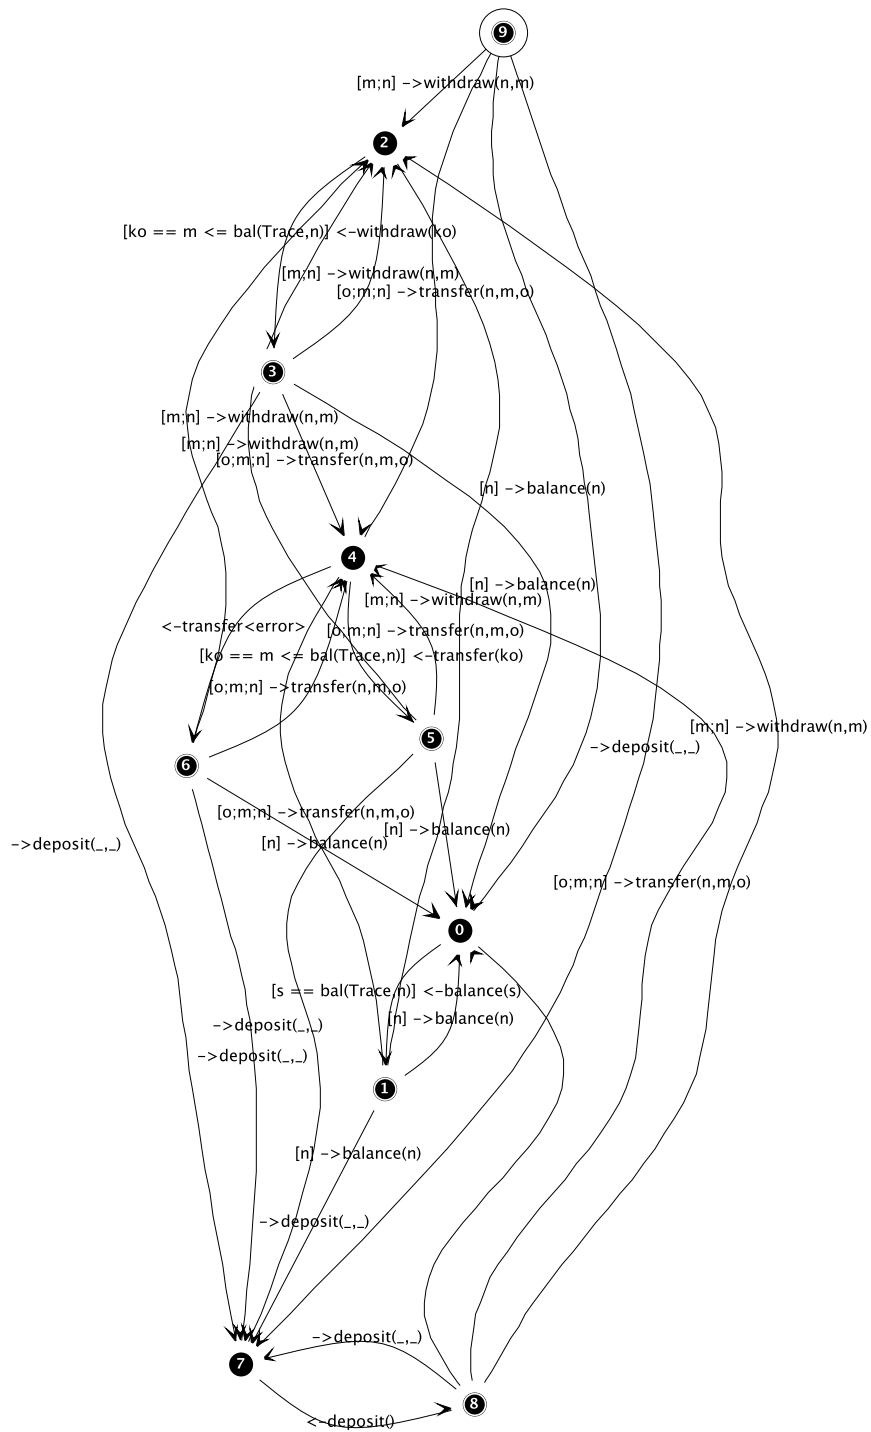 9
[m;n] ->withdraw(n,m)
2
[ko == m <= bal(Trace,n)] <-withdraw(ko)
[m;n] ->withdraw(n,m)
[o;m;n] ->transfer(n,m,o)
3
[m;n] ->withdraw(n,m)
[m;n] ->withdraw(n,m)
[o;m;n] ->transfer(n,m,o)
[n] ->balance(n)
4
[n] ->balance(n)
[m;n] ->withdraw(n,m)
<-transfer<error>
[o;m;n] ->transfer(n,m,o)
[ko == m <= bal(Trace,n)] <-transfer(ko)
[o;m;n] ->transfer(n,m,o)
[m;n] ->withdraw(n,m)
5
->deposit(_,_)
6
[o;m;n] ->transfer(n,m,o)
[n] ->balance(n)
->deposit(_,_)
[n] ->balance(n)
[o;m;n] ->transfer(n,m,o)
0
[s == bal(Trace,n)] <-balance(s)
[n] ->balance(n)
->deposit(_,_)
->deposit(_,_)
1
[n] ->balance(n)
->deposit(_,_)
->deposit(_,_)
7
8
<-deposit()